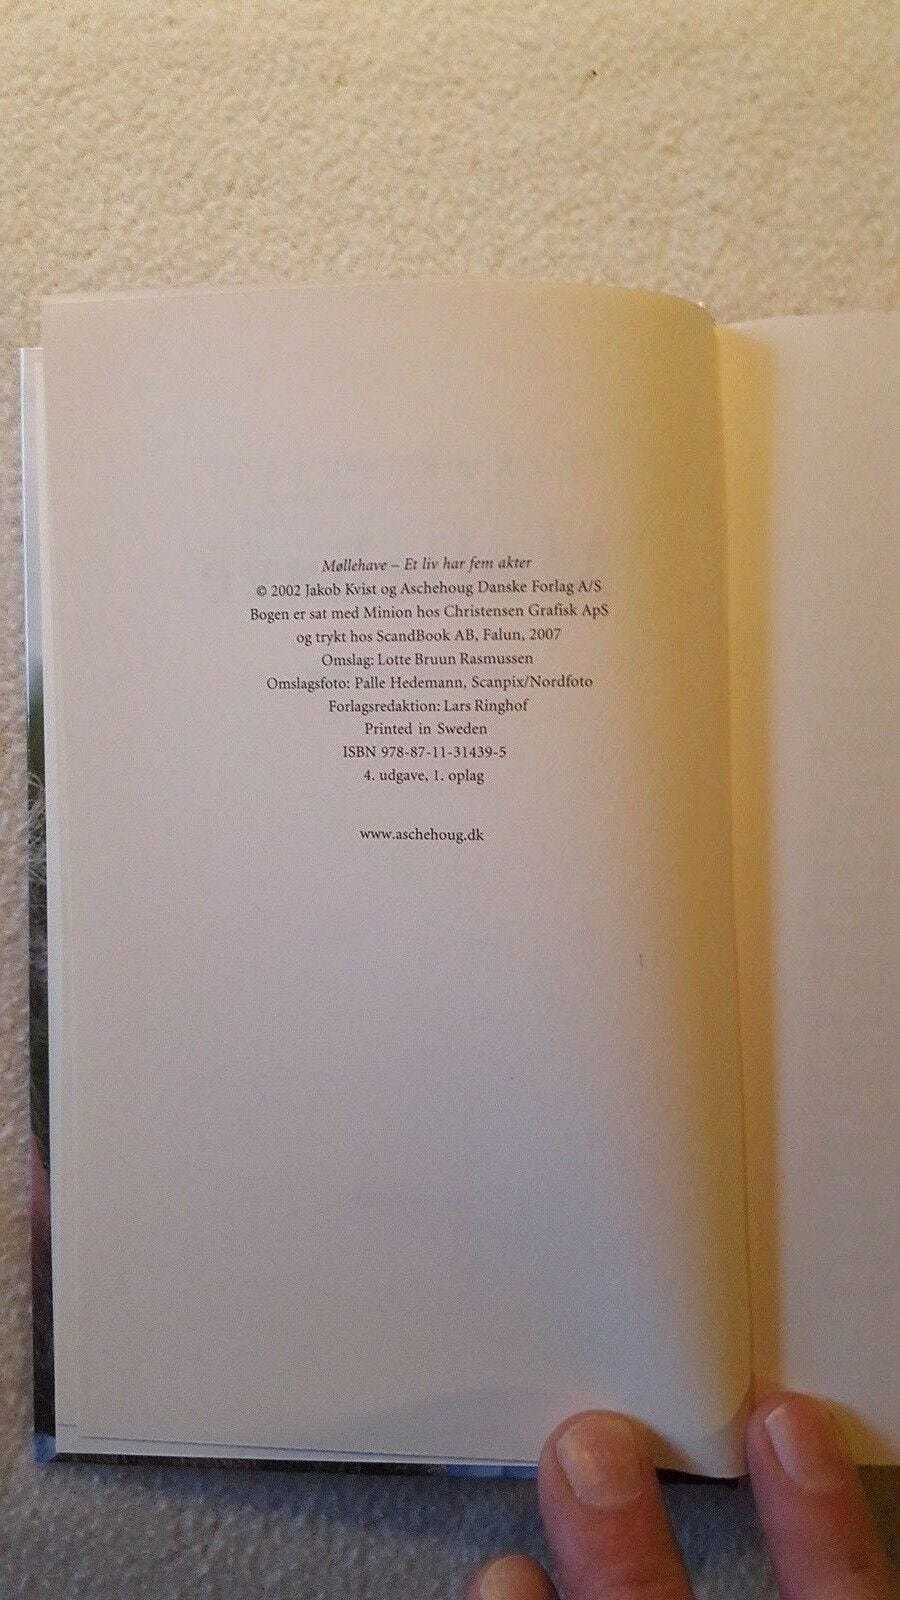 Møllehave – Et liv har fem akter
© 2002 Jakob Kvist og Aschehoug Danske Forlag A/S
Bogen er sat med Minion hos Christensen Grafisk ApS
og trykt hos ScandBook AB, Falun, 2007
Omslag: Lotte Bruun Rasmussen
Omslagsfoto: Palle Hedemann, Scanpix/Nordfoto
Forlagsredaktion: Lars Ringhof
Printed in Sweden
ISBN 978-87-11-31439-5
4. udgave, 1. oplag
www.aschehoug.dk